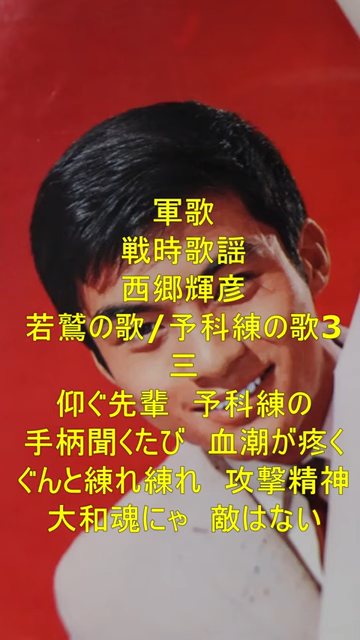 軍歌
戦時歌謡
西郷輝彦
若鷲の歌/予科練の歌3
三
仰ぐ先輩 予科練の
手柄聞くたび 血潮が疼く
ぐんと練れ練れ 攻撃精神
大和魂にゃ 敵はない